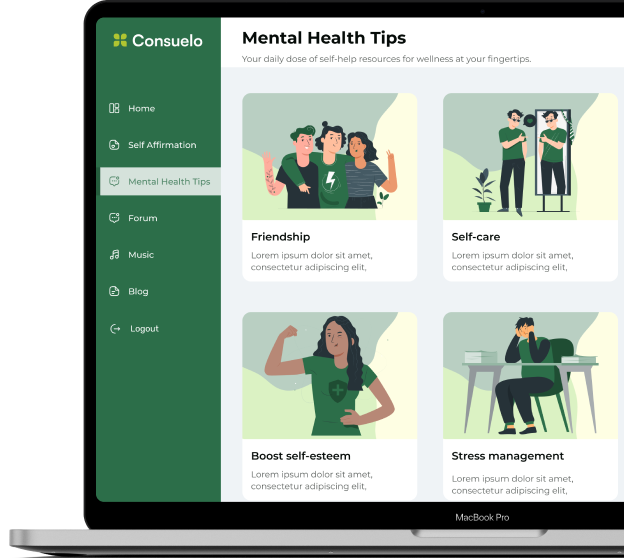 Consuelo
Mental Health Tips
Your daily dose of self-help resources for wellness at your fingertips.
Home
Self Affirmation
Mental Health Tips
Forum
Music
Blog
Logout
Friendship
Lorem ipsum dolor sit amet,
consectetur adipiscing elit,
Self-care
Lorem ipsum dolor sit amet,
consectetur adipiscing elit,
Boost self-esteem
Lorem ipsum dolor sit amet,
consectetur adipiscing elit,
Stress management
Lorem ipsum dolor sit amet,
consectetur adipiscing elit,
MacBook Pro